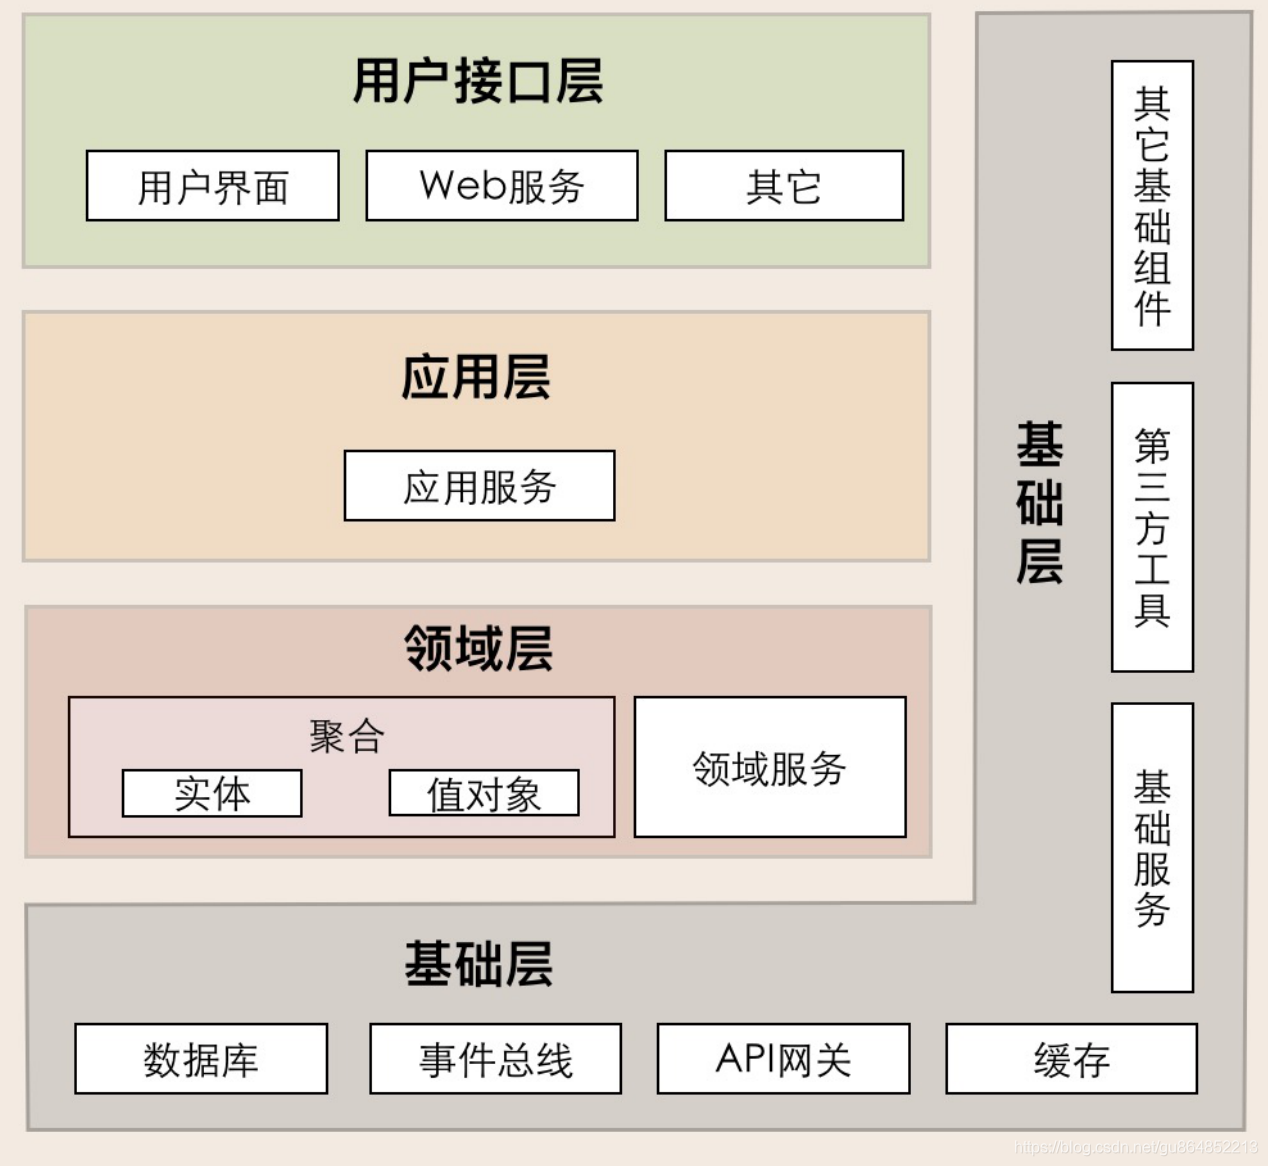 用户接口层
用户界面
Web服务
其它
应用层
应用服务
领域层
聚合
实体
值对象
领域服务
基础层
其它基础组件
第三方工具
基础服务
基础层
数据库
事件总线
API网关
缓存
https://blog.csdn.net/gu864852213